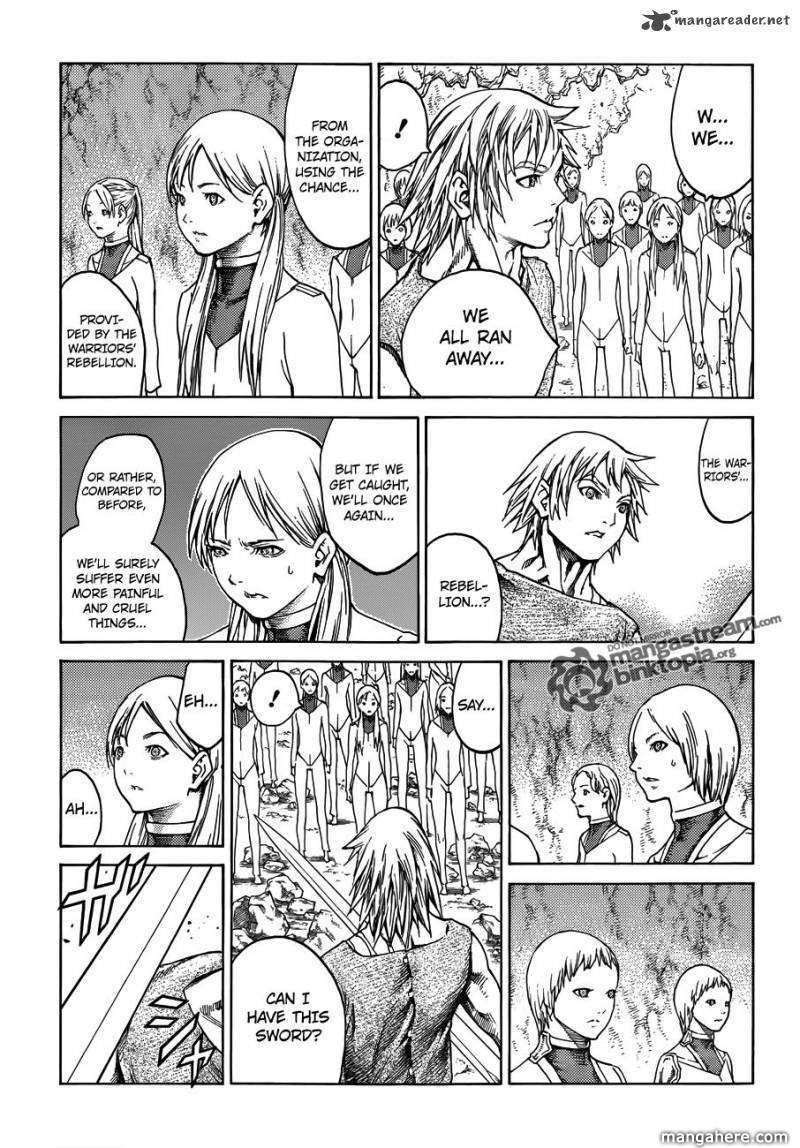 mangareader.net
W...
WE...
!
WE
ALL RAN
AWAY...
FROM
THE ORGA-
NIZATION,
USING THE
CHANCE...
PROVI-
DED BY THE
WARRIORS'
REBELLION.
THE WAR-
RIORS'...
REBEL-
LION...?
BUT IF WE
GET CAUGHT,
WE'LL ONCE
AGAIN...
OR RATHER,
COMPARED TO
BEFORE,
WE'LL SURELY
SUFFER EVEN
MORE PAINFUL
AND CRUEL
THINGS...
mangastream.com
binktopia.org
SAY...
!
CAN I
HAVE THIS
SWORD?
EH...
AH...
mangahere.com